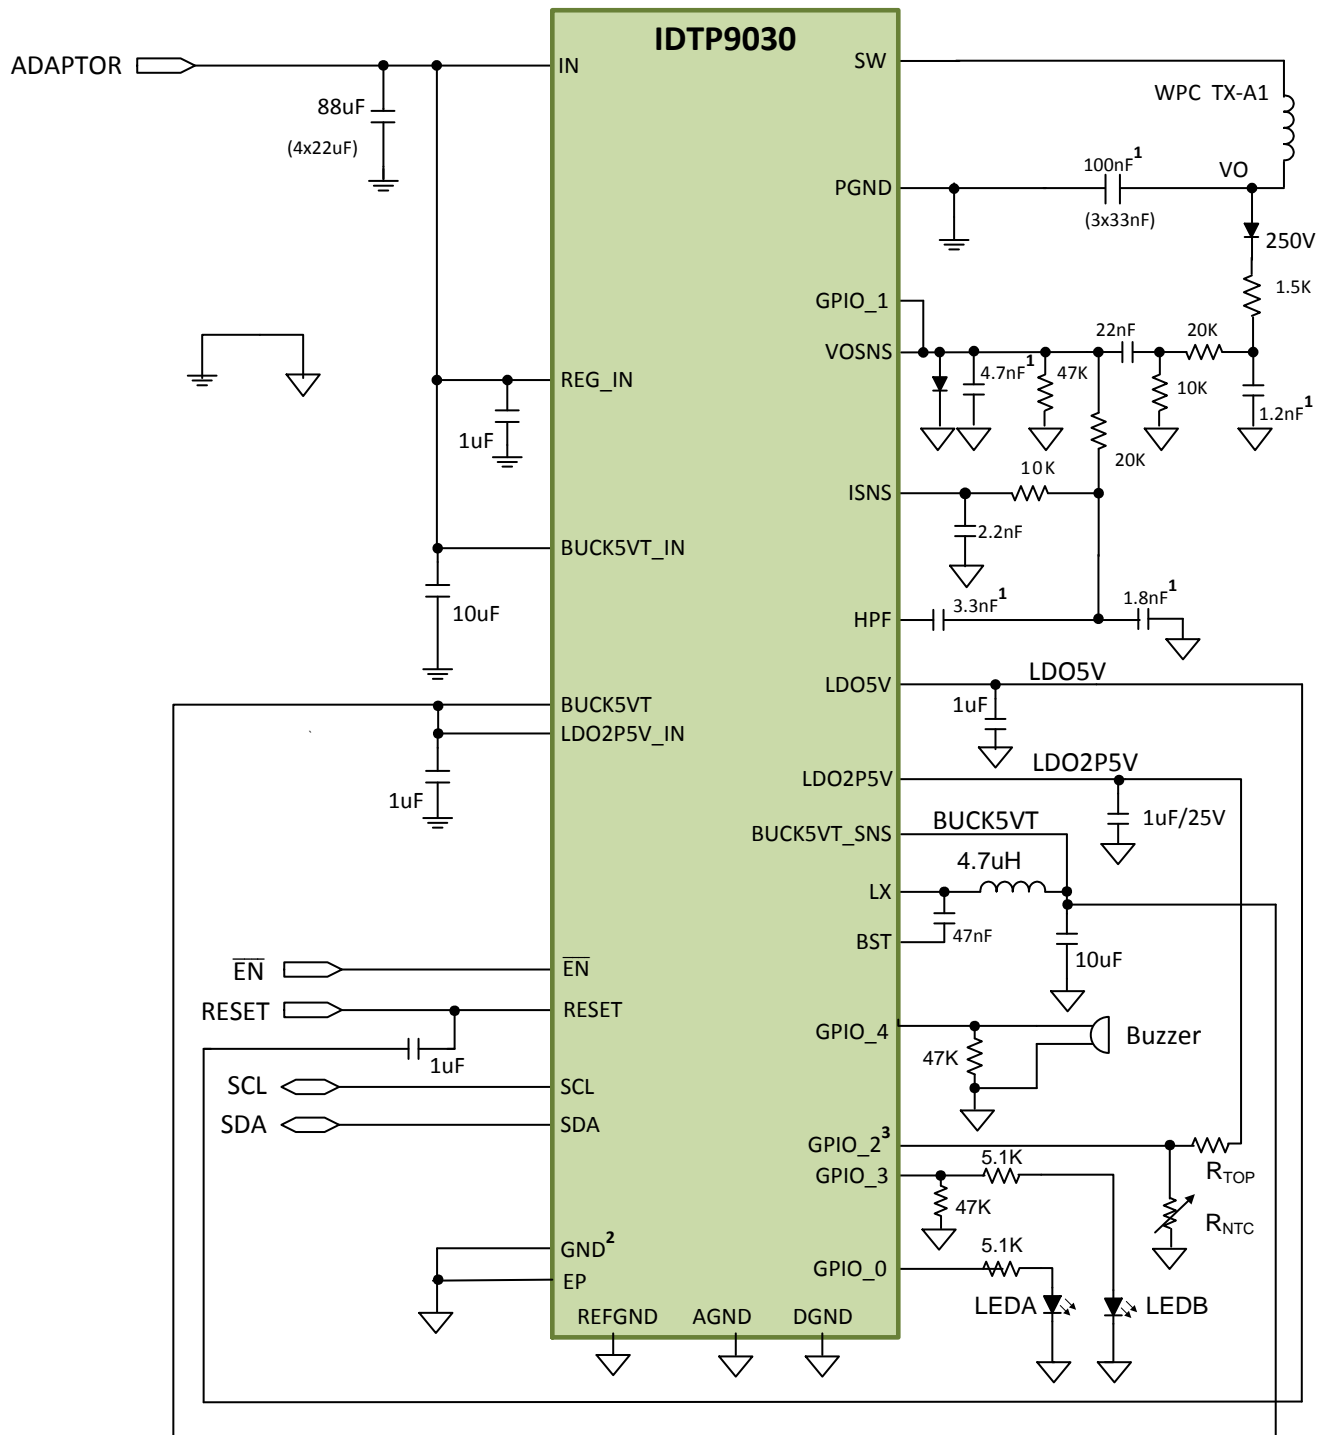 IDTP9030
ADAPTOR
IN
SW
88uF
(4x22uF)
WPC TX-A1
100nF1
VO
PGND
(3x33nF)
250V
1.5K
GPIO_1
VOSNS
22nF
20K
4.7nF1
47K
10K
1.2nF1
REG_IN
1uF
20K
10K
ISNS
2.2nF
BUCK5VT_IN
10uF
HPF
3.3nF1
1.8nF1
LDO5V
LDO5V
1uF
BUCK5VT
LDO2P5V_IN
1uF
LDO2P5V
LDO2P5V
1uF/25V
BUCK5VT_SNS
BUCK5VT
4.7uH
LX
47nF
BST
10uF
EN
EN
RESET
RESET
1uF
GPIO_4
47K
Buzzer
SCL
SCL
SDA
SDA
GPIO_23
RTOP
GPIO_3
5.1K
47K
RNTC
GND2
EP
GPIO_0
5.1K
LEDA
LEDB
REFGND
AGND
DGND